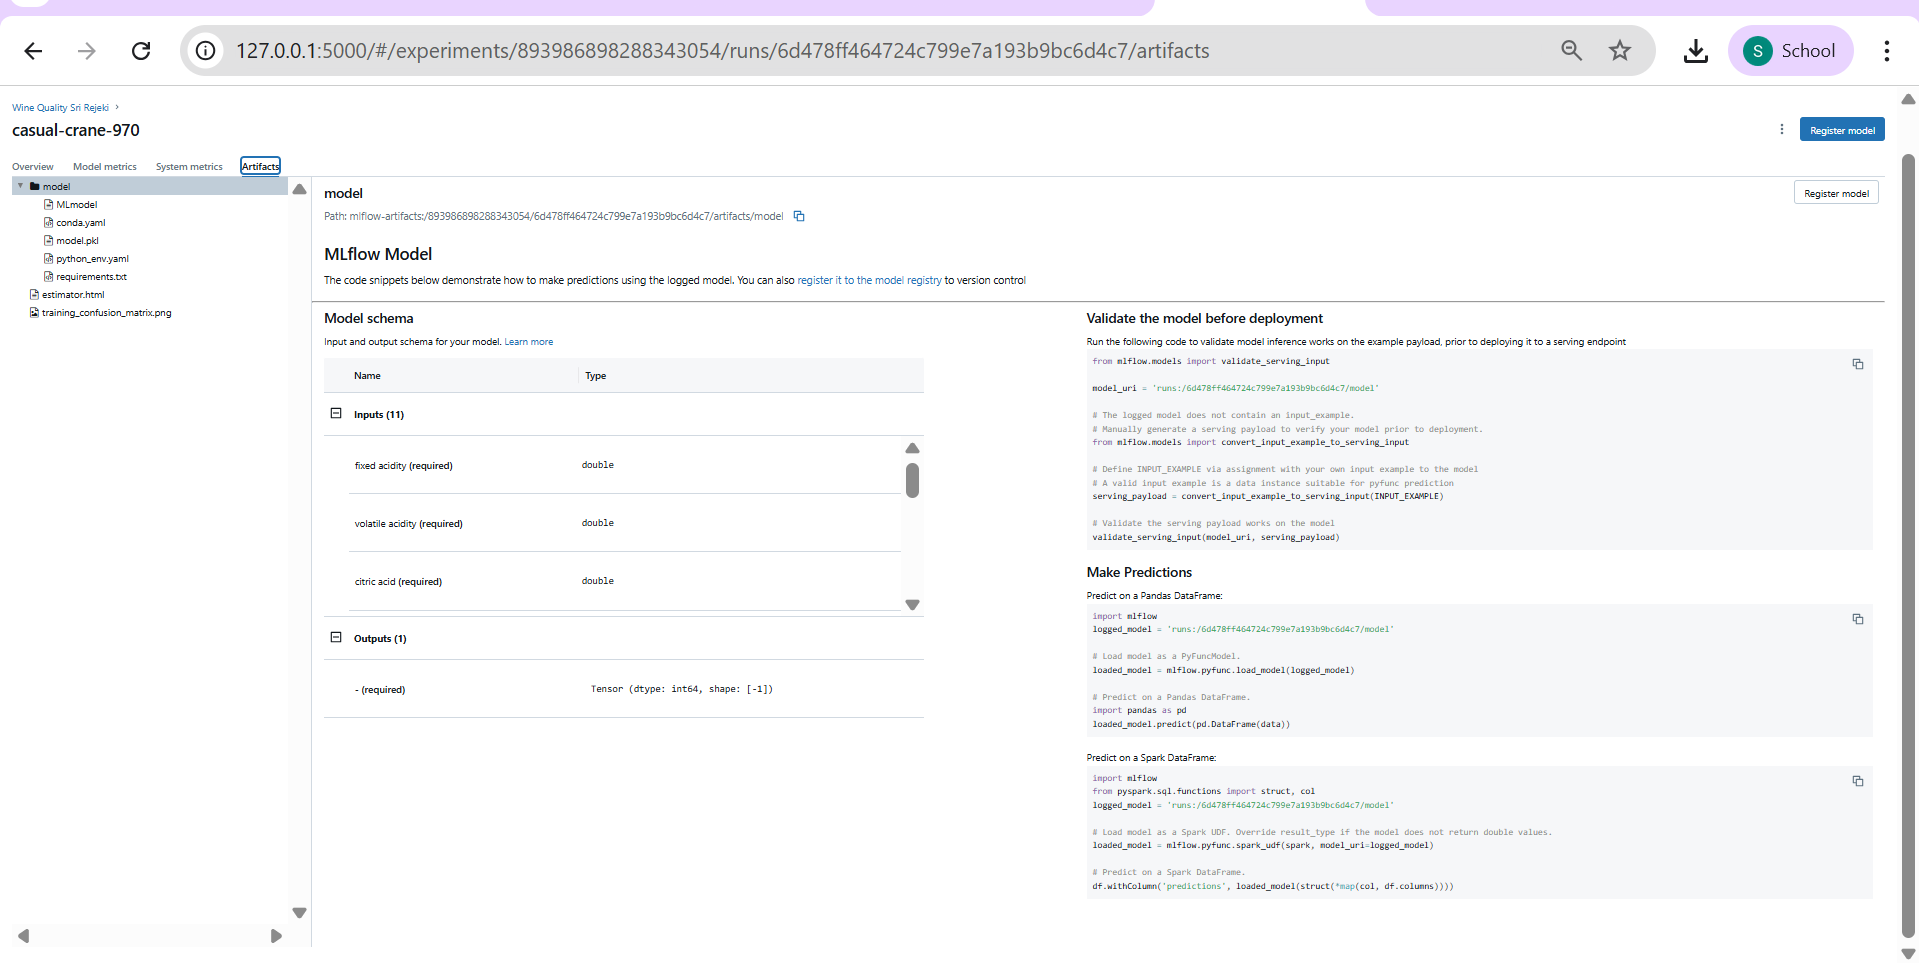 127.0.0.1:5000/#/experiments/893986898288343054/runs/6d478ff464724c799e7a193b9bc6d4c7/artifacts
S School
Wine Quality Sri Rejeki >
casual-crane-970
Register model
Overview Model metrics System metrics Artifacts
model
MLmodel
conda.yaml
model.pkl
python_env.yaml
requirements.txt
estimator.html
training_confusion_matrix.png
model
Register model
Path: mlflow-artifacts:/893986898288343054/6d478ff464724c799e7a193b9bc6d4c7/artifacts/model
MLflow Model
The code snippets below demonstrate how to make predictions using the logged model. You can also register it to the model registry to version control
Model schema
Input and output schema for your model. Learn more
Name Type
Inputs (11)
fixed acidity (required) double
volatile acidity (required) double
citric acid (required) double
Outputs (1)
- (required) Tensor (dtype: int64, shape: [-1])
Validate the model before deployment
Run the following code to validate model inference works on the example payload, prior to deploying it to a serving endpoint
from mlflow.models import validate_serving_input
model_uri = 'runs:/6d478ff464724c799e7a193b9bc6d4c7/model'
# The logged model does not contain an input_example.
# Manually generate a serving payload to verify your model prior to deployment.
from mlflow.models import convert_input_example_to_serving_input
# Define INPUT_EXAMPLE via assignment with your own input example to the model
# A valid input example is a data instance suitable for pyfunc prediction
serving_payload = convert_input_example_to_serving_input(INPUT_EXAMPLE)
# Validate the serving payload works on the model
validate_serving_input(model_uri, serving_payload)
Make Predictions
Predict on a Pandas DataFrame:
import mlflow
logged_model = 'runs:/6d478ff464724c799e7a193b9bc6d4c7/model'
# Load model as a PyFuncModel.
loaded_model = mlflow.pyfunc.load_model(logged_model)
# Predict on a Pandas DataFrame.
import pandas as pd
loaded_model.predict(pd.DataFrame(data))
Predict on a Spark DataFrame:
import mlflow
from pyspark.sql.functions import struct, col
logged_model = 'runs:/6d478ff464724c799e7a193b9bc6d4c7/model'
# Load model as a Spark UDF. Override result_type if the model does not return double values.
loaded_model = mlflow.pyfunc.spark_udf(spark, model_uri=logged_model)
# Predict on a Spark DataFrame.
df.withColumn('predictions', loaded_model(struct(*map(col, df.columns))))